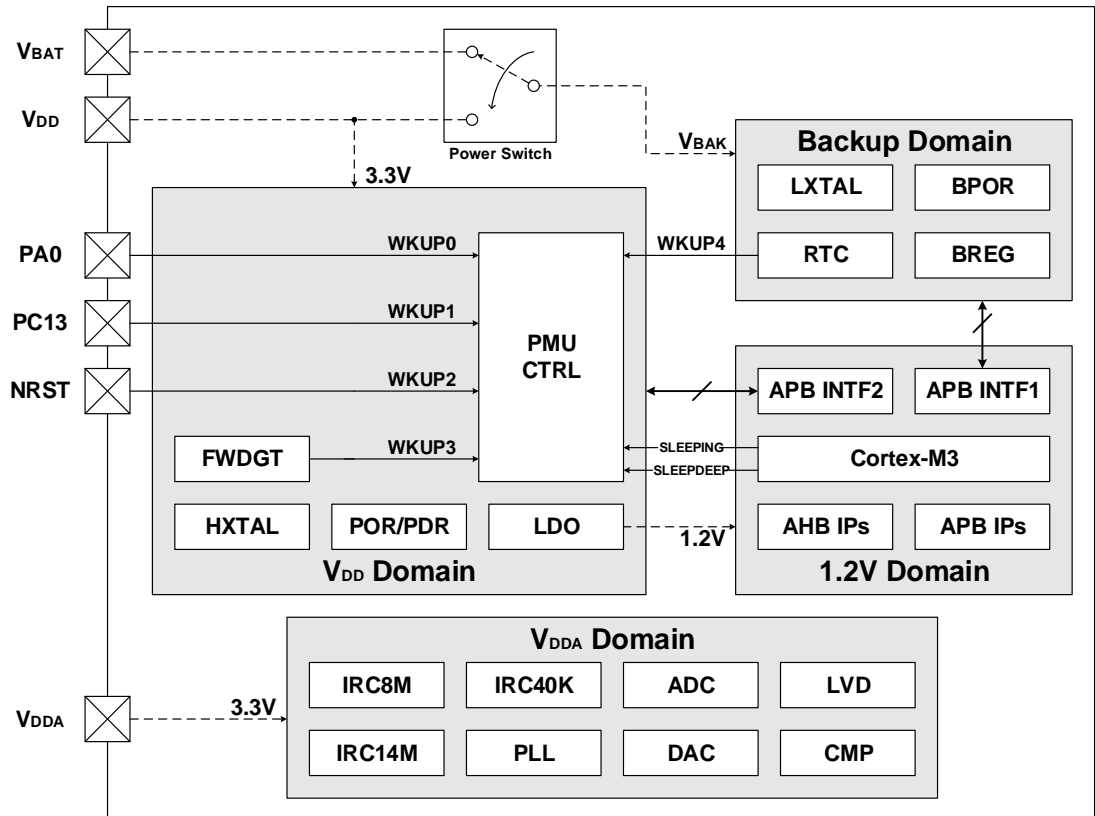 VBAT
VDD
Power Switch
VBAK
3.3V
Backup Domain
LXTAL
BPOR
RTC
BREG
PA0
WKUP0
WKUP4
PC13
WKUP1
PMU
CTRL
NRST
WKUP2
APB INTF2
APB INTF1
FWDGT
WKUP3
SLEEPING
SLEEPDEEP
Cortex-M3
HXTAL
POR/PDR
LDO
1.2V
AHB IPs
APB IPs
VDD Domain
1.2V Domain
VDDA Domain
IRC8M
IRC40K
ADC
LVD
VDDA
3.3V
IRC14M
PLL
DAC
CMP